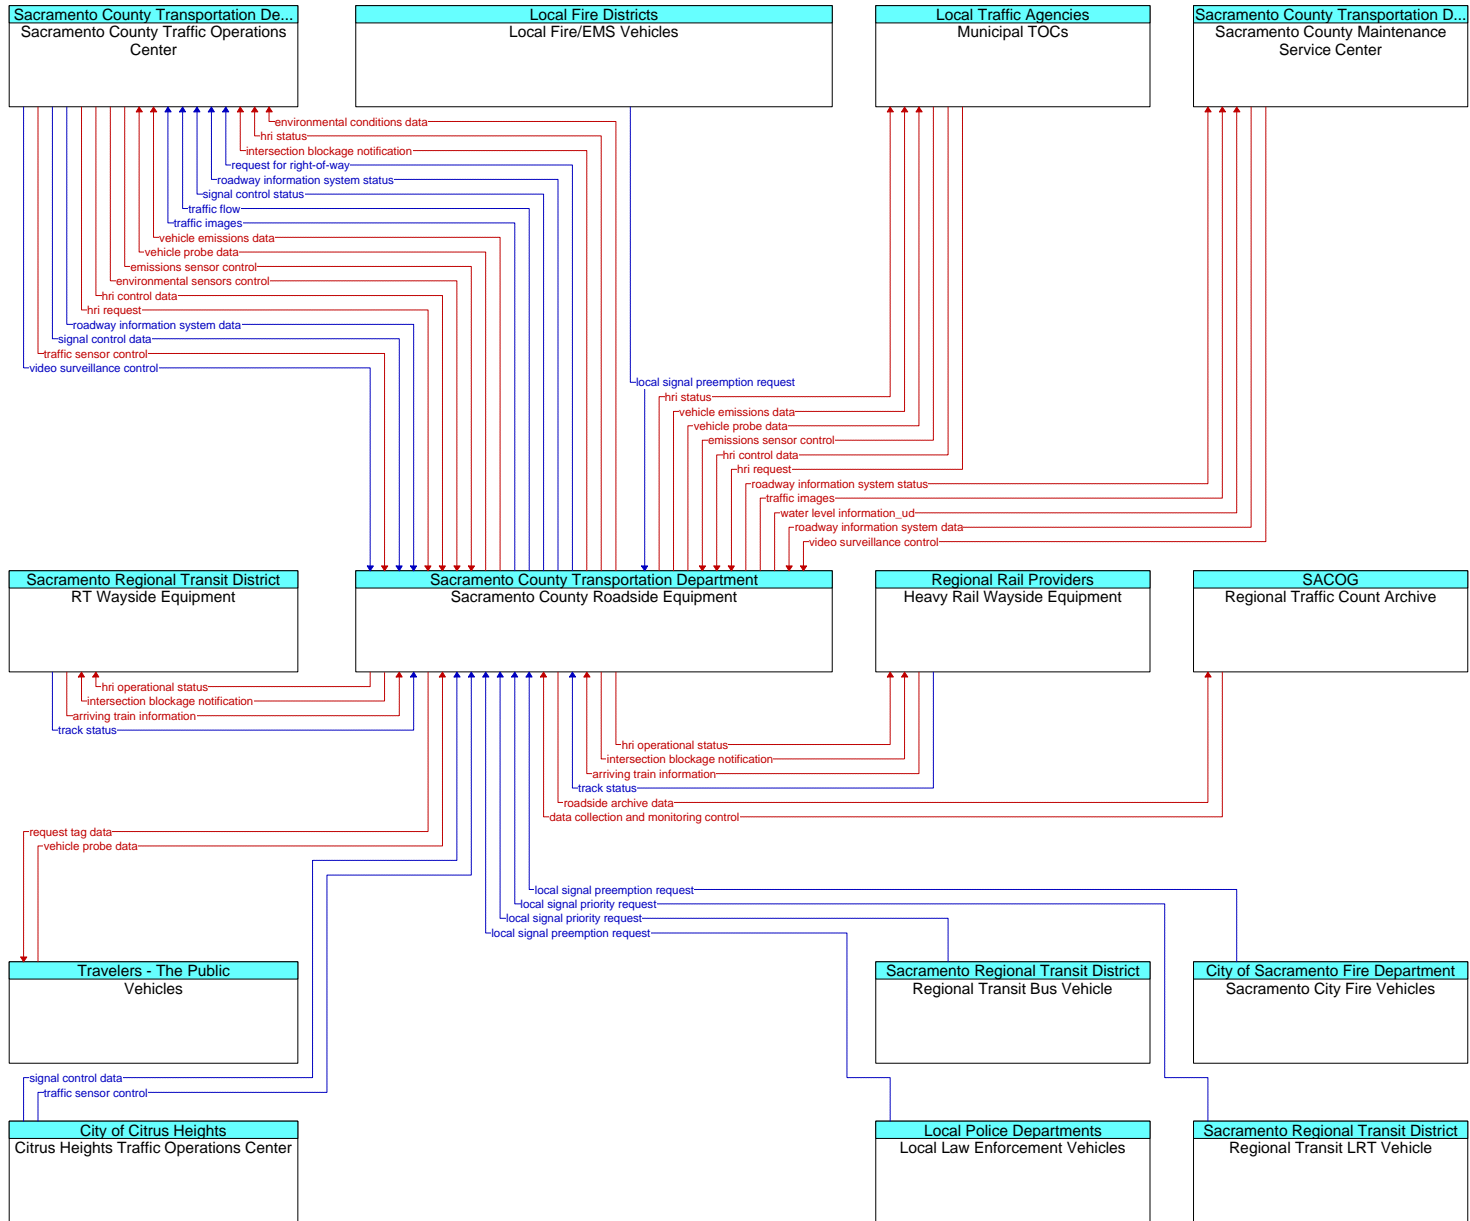 Sacramento County Transportation De...
Sacramento County Traffic Operations
Center
Local Fire Districts
Local Fire/EMS Vehicles
Local Traffic Agencies
Municipal TOCs
Sacramento County Transportation D...
Sacramento County Maintenance
Service Center
environmental conditions data
hri status
intersection blockage notification
request for right-of-way
roadway information system status
signal control status
traffic flow
traffic images
vehicle emissions data
vehicle probe data
emissions sensor control
environmental sensors control
hri control data
hri request
roadway information system data
signal control data
traffic sensor control
video surveillance control
local signal preemption request
hri status
vehicle emissions data
vehicle probe data
emissions sensor control
hri control data
hri request
roadway information system status
traffic images
water level information_ud
roadway information system data
video surveillance control
Sacramento Regional Transit District
RT Wayside Equipment
Sacramento County Transportation Department
Sacramento County Roadside Equipment
Regional Rail Providers
Heavy Rail Wayside Equipment
SACOG
Regional Traffic Count Archive
hri operational status
intersection blockage notification
arriving train information
track status
hri operational status
intersection blockage notification
arriving train information
track status
roadside archive data
data collection and monitoring control
request tag data
vehicle probe data
local signal preemption request
local signal priority request
local signal priority request
local signal preemption request
Travelers - The Public
Vehicles
Sacramento Regional Transit District
Regional Transit Bus Vehicle
City of Sacramento Fire Department
Sacramento City Fire Vehicles
signal control data
traffic sensor control
City of Citrus Heights
Citrus Heights Traffic Operations Center
Local Police Departments
Local Law Enforcement Vehicles
Sacramento Regional Transit District
Regional Transit LRT Vehicle